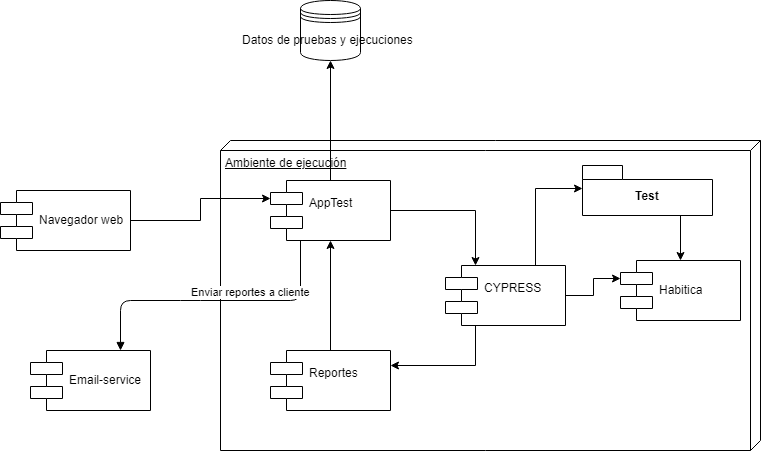 Datos de pruebas y ejecuciones
Ambiente de ejecución
Navegador web
AppTest
Test
CYPRESS
Habitica
Enviar reportes a cliente
Email-service
Reportes